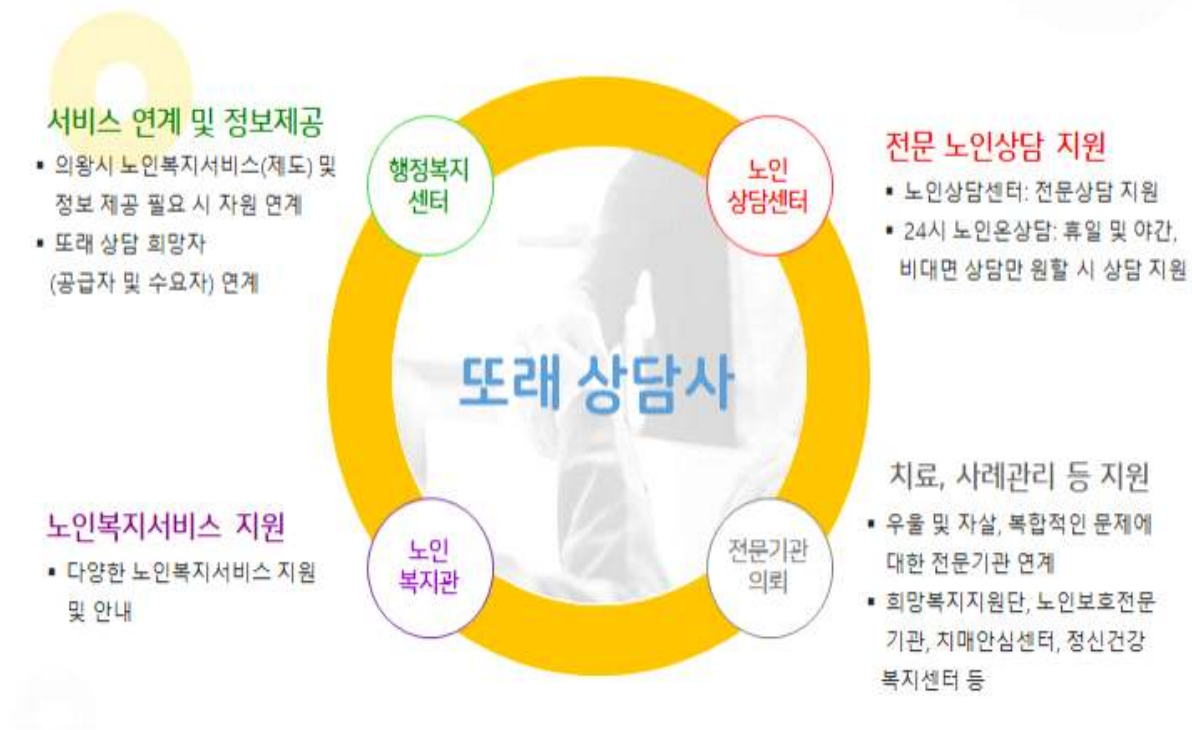 서비스 연계 및 정보제공
▪ 의왕시 노인복지서비스(제도) 및
정보 제공 필요 시 자원 연계
▪ 또래 상담 희망자
(공급자 및 수요자) 연계
행정복지
센터
노인
상담센터
전문 노인상담 지원
▪ 노인상담센터: 전문상담 지원
▪ 24시 노인온상담: 휴일 및 야간,
비대면 상담만 원할 시 상담 지원
또래 상담사
노인복지서비스 지원
▪ 다양한 노인복지서비스 지원
및 안내
노인
복지관
전문기관
의뢰
치료, 사례관리 등 지원
▪ 우울 및 자살, 복합적인 문제에
대한 전문기관 연계
▪ 희망복지지원단, 노인보호전문
기관, 치매안심센터, 정신건강
복지센터 등